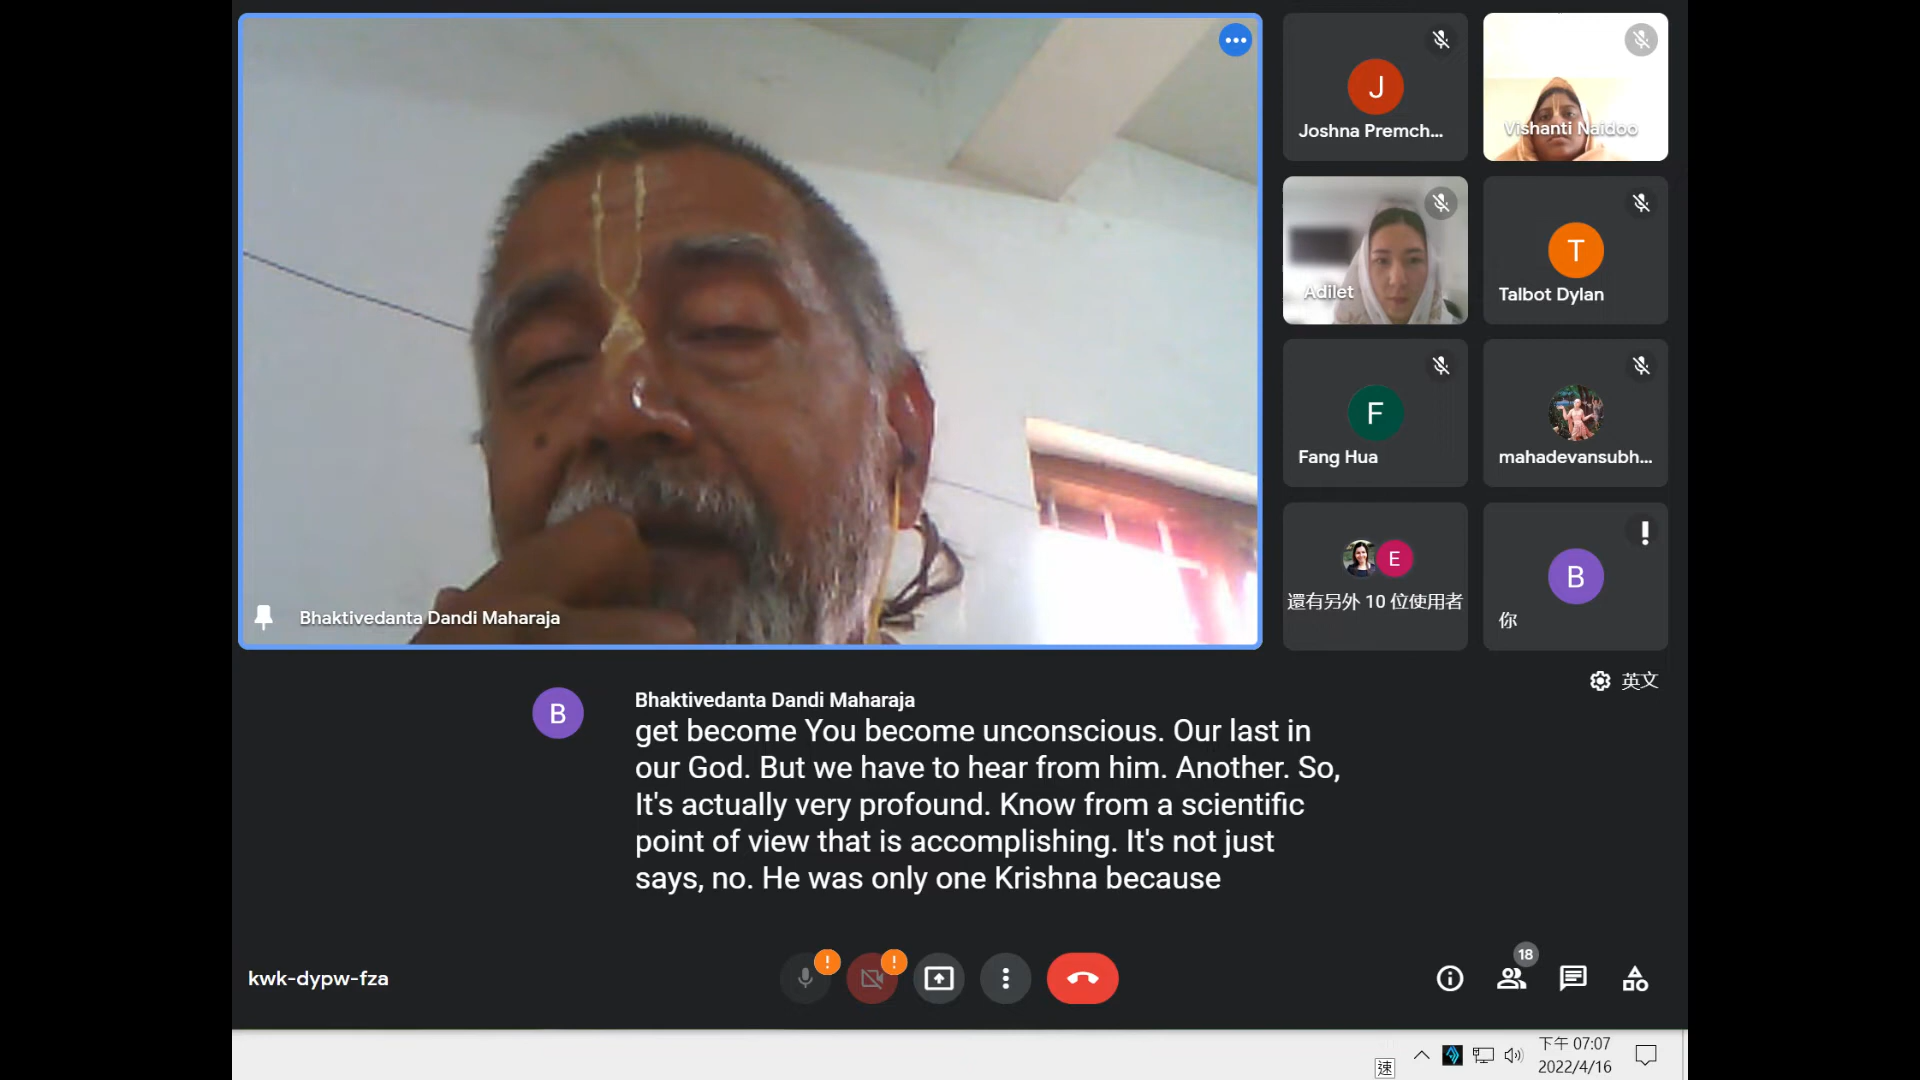 J
Joshna Premch...
Vishanti Naidoo
Adilet
T
Talbot Dylan
F
Fang Hua
mahadevansubh...
E
還有另外 10 位使用者
B
你
Bhaktivedanta Dandi Maharaja
英文
B
Bhaktivedanta Dandi Maharaja
get become You become unconscious. Our last in
our God. But we have to hear from him. Another. So,
It's actually very profound. Know from a scientific
point of view that is accomplishing. It's not just
says, no. He was only one Krishna because
kwk-dypw-fza
18
速
下午 07:07
2022/4/16